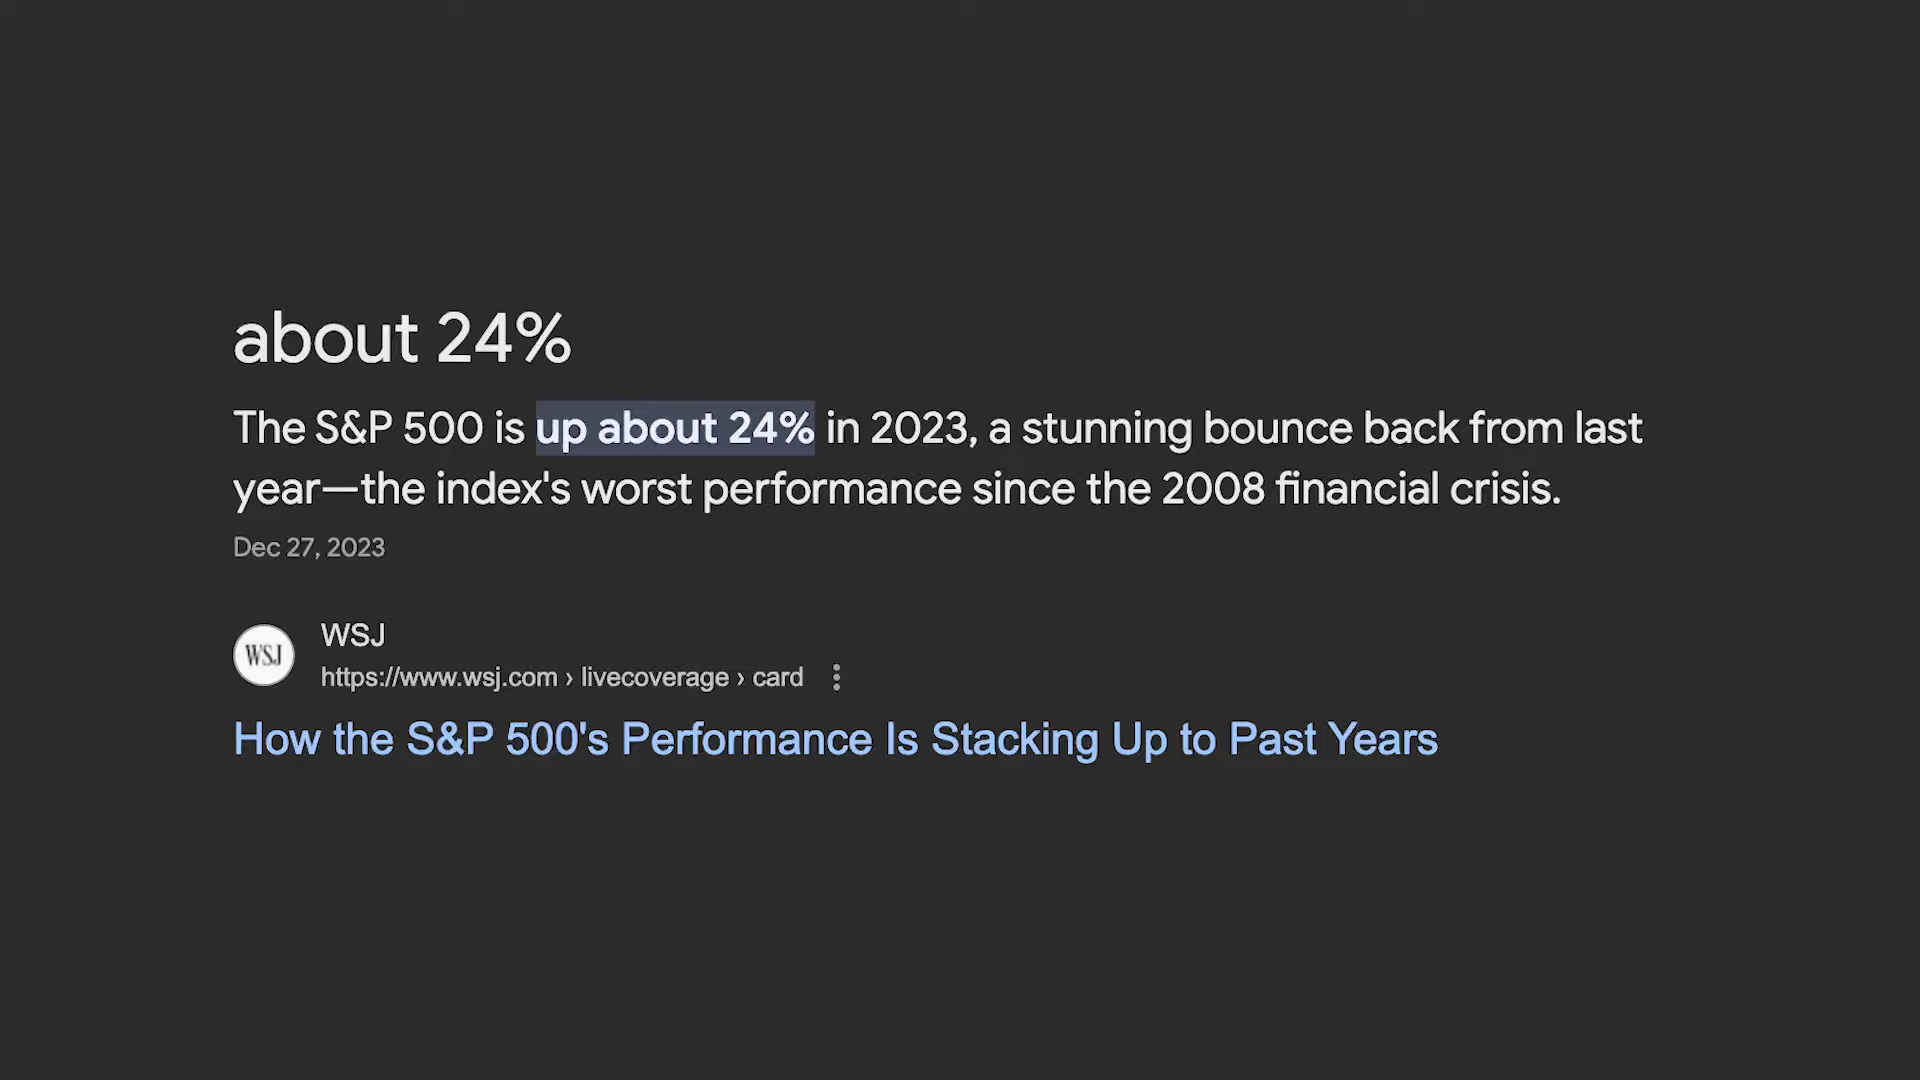 about 24%
The S&P 500 is up about 24% in 2023, a stunning bounce back from last
year—the index's worst performance since the 2008 financial crisis.
Dec 27, 2023
WSJ
WSJ
https://www.wsj.com › livecoverage › card
How the S&P 500's Performance Is Stacking Up to Past Years